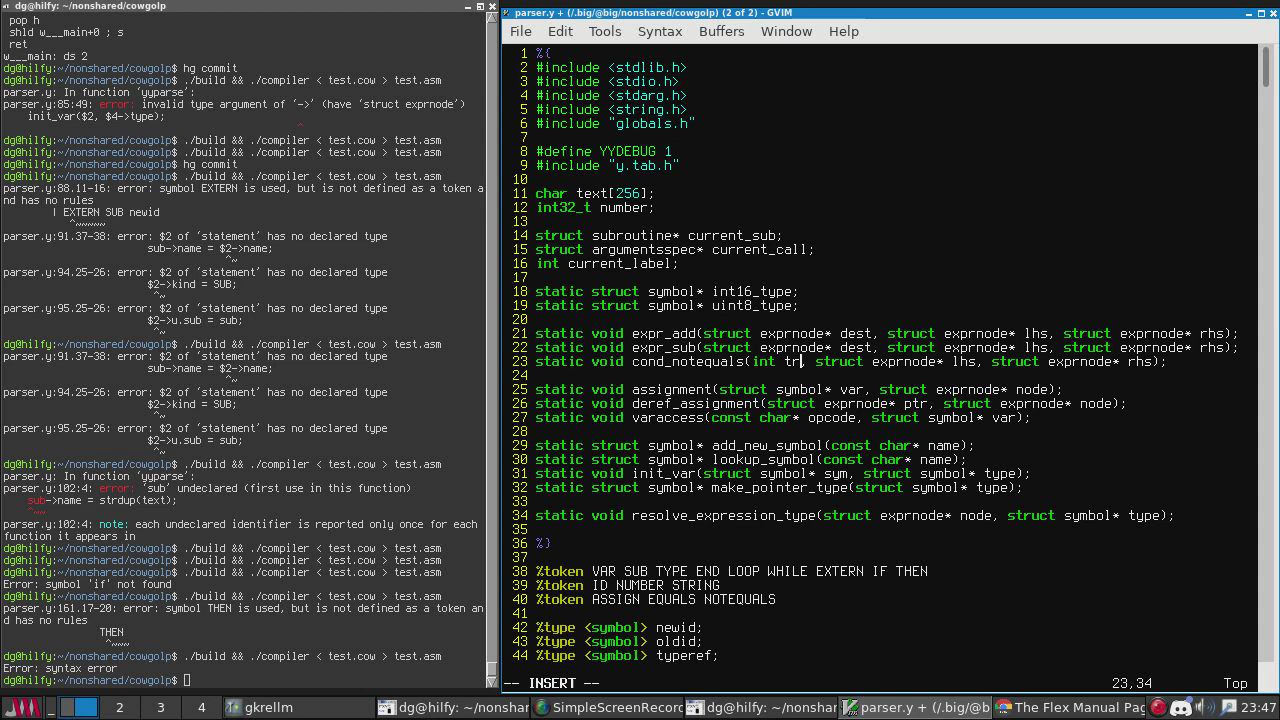 dg@hilfy: ~/nonshared/cowgolp
pop h
ret
w___main: ds 2
dg@hilfy:~/nonshared/cowgolp$ hg commit
dg@hilfy:~/nonshared/cowgolp$ ./build && ./compiler < test.cow > test.asm
parser.y: In function ‘yyparse’:
parser.y:85:49: error: invalid type argument of ‘->’ (have ‘struct exprnode’)
init_var($2, $4->type);
^
dg@hilfy:~/nonshared/cowgolp$ ./build && ./compiler < test.cow > test.asm
dg@hilfy:~/nonshared/cowgolp$ ./build && ./compiler < test.cow > test.asm
dg@hilfy:~/nonshared/cowgolp$ hg commit
dg@hilfy:~/nonshared/cowgolp$ ./build && ./compiler < test.cow > test.asm
parser.y:88.11-16: error: symbol EXTERN is used, but is not defined as a token a
nd has no rules
| EXTERN SUB newid
^~~~~~
parser.y:91.37-38: error: $2 of ‘statement’ has no declared type
sub->name = $2->name;
^~
parser.y:94.25-26: error: $2 of ‘statement’ has no declared type
$2->kind = SUB;
^~
parser.y:95.25-26: error: $2 of ‘statement’ has no declared type
$2->u.sub = sub;
^~
dg@hilfy:~/nonshared/cowgolp$ ./build && ./compiler < test.cow > test.asm
parser.y:91.37-38: error: $2 of ‘statement’ has no declared type
sub->name = $2->name;
^~
parser.y:94.25-26: error: $2 of ‘statement’ has no declared type
$2->kind = SUB;
^~
parser.y:95.25-26: error: $2 of ‘statement’ has no declared type
$2->u.sub = sub;
^~
dg@hilfy:~/nonshared/cowgolp$ ./build && ./compiler < test.cow > test.asm
parser.y: In function ‘yyparse’:
parser.y:102:4: error: ‘sub’ undeclared (first use in this function)
sub->name = strdup(text);
^~~
parser.y:102:4: note: each undeclared identifier is reported only once for each
function it appears in
dg@hilfy:~/nonshared/cowgolp$ ./build && ./compiler < test.cow > test.asm
dg@hilfy:~/nonshared/cowgolp$ ./build && ./compiler < test.cow > test.asm
dg@hilfy:~/nonshared/cowgolp$ ./build && ./compiler < test.cow > test.asm
Error: symbol 'if' not found
dg@hilfy:~/nonshared/cowgolp$ ./build && ./compiler < test.cow > test.asm
parser.y:161.17-20: error: symbol THEN is used, but is not defined as a token an
d has no rules
THEN
^~~~
dg@hilfy:~/nonshared/cowgolp$ ./build && ./compiler < test.cow > test.asm
Error: syntax error
dg@hilfy:~/nonshared/cowgolp$
parser.y + (/.big/@big/nonshared/cowgolp) (2 of 2) - GVIM
File Edit Tools Syntax Buffers Window Help
1 %{
2 #include <stdlib.h>
3 #include <stdio.h>
4 #include <stdarg.h>
5 #include <string.h>
6 #include "globals.h"
7
8 #define YYDEBUG 1
9 #include "y.tab.h"
10
11 char text[256];
12 int32_t number;
13
14 struct subroutine* current_sub;
15 struct argumentsspec* current_call;
16 int current_label;
17
18 static struct symbol* int16_type;
19 static struct symbol* uint8_type;
20
21 static void expr_add(struct exprnode* dest, struct exprnode* lhs, struct exprnode* rhs);
22 static void expr_sub(struct exprnode* dest, struct exprnode* lhs, struct exprnode* rhs);
23 static void cond_notequals(int tr, struct exprnode* lhs, struct exprnode* rhs);
24
25 static void assignment(struct symbol* var, struct exprnode* node);
26 static void deref_assignment(struct exprnode* ptr, struct exprnode* node);
27 static void varaccess(const char* opcode, struct symbol* var);
28
29 static struct symbol* add_new_symbol(const char* name);
30 static struct symbol* lookup_symbol(const char* name);
31 static void init_var(struct symbol* sym, struct symbol* type);
32 static struct symbol* make_pointer_type(struct symbol* type);
33
34 static void resolve_expression_type(struct exprnode* node, struct symbol* type);
35
36 %}
37
38 %token VAR SUB TYPE END LOOP WHILE EXTERN IF THEN
39 %token ID NUMBER STRING
40 %token ASSIGN EQUALS NOTEQUALS
41
42 %type <symbol> newid;
43 %type <symbol> oldid;
44 %type <symbol> typeref;
-- INSERT -- 23,34 Top
2 3 4 gkrellm dg@hilfy: ~/nonshar SimpleScreenRecor dg@hilfy: ~/nonshar parser.y + (/.big/@b The Flex Manual Pag 23:47